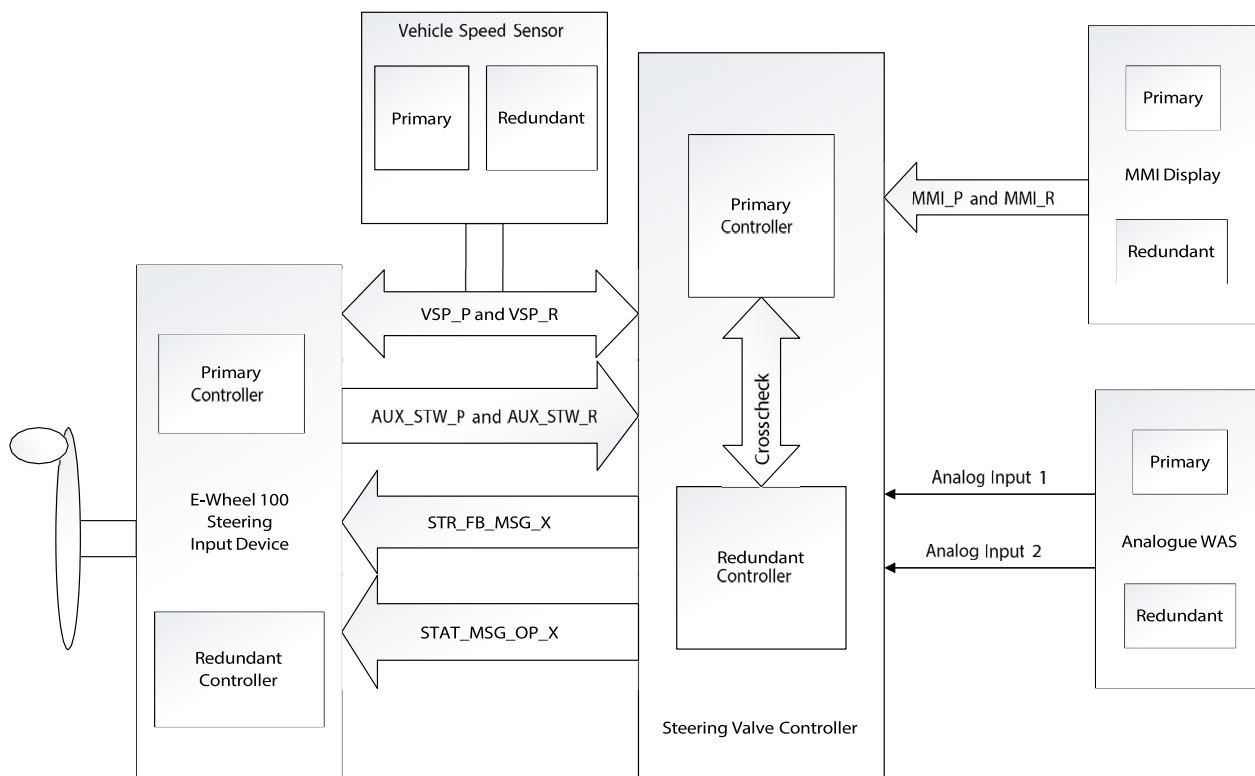 Vehicle Speed Sensor
Primary
Redundant
VSP_P and VSP_R
AUX_STW_P and AUX_STW_R
STR_FB_MSG_X
STAT_MSG_OP_X
Primary
Controller
E-Wheel 100
Steering
Input Device
Redundant
Controller
Primary
Controller
Crosscheck
Redundant
Controller
Steering Valve Controller
MMI_P and MMI_R
Primary
MMI Display
Redundant
Analog Input 1
Analog Input 2
Primary
Analogue WAS
Redundant